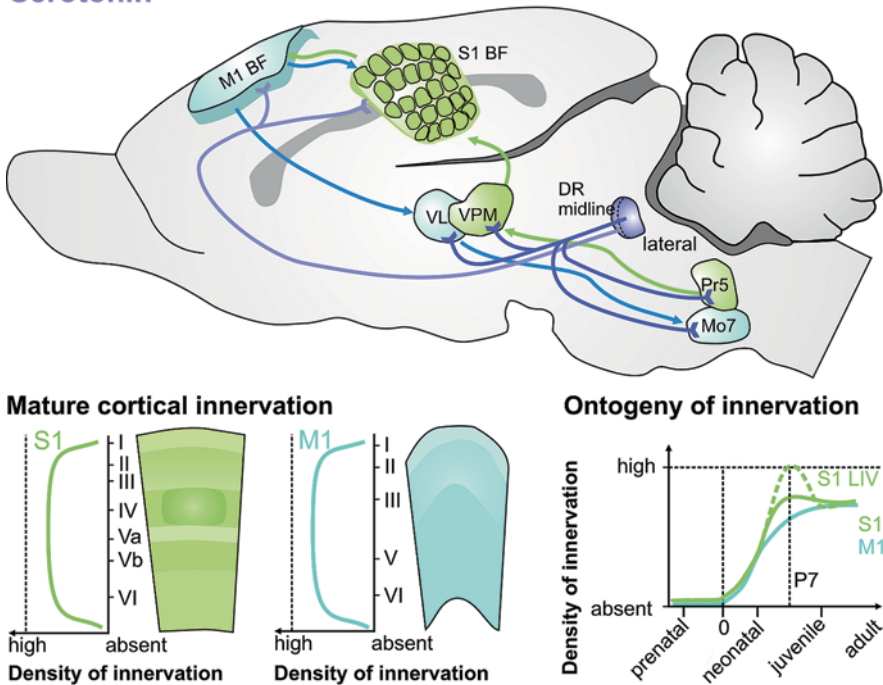 Serotonin
M1 BF
S1 BF
VL
VPM
DR
midline
lateral
Pr5
Mo7
Mature cortical innervation
S1
I
II
III
IV
Va
Vb
VI
high
absent
Density of innervation
M1
I
II
III
V
VI
high
absent
Density of innervation
Ontogeny of innervation
Density of innervation
high
absent
S1 LIV
S1
M1
P7
prenatal
0
neonatal
juvenile
adult